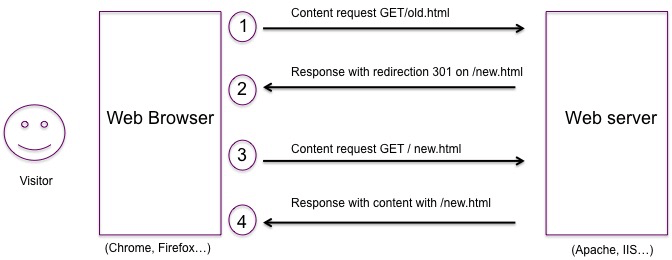 1 Content request GET/old.html
2 Response with redirection 301 on /new.html
Web Browser
Web server
3 Content request GET / new.html
Visitor
4 Response with content with /new.html
(Chrome, Firefox...)
(Apache, IIS...)